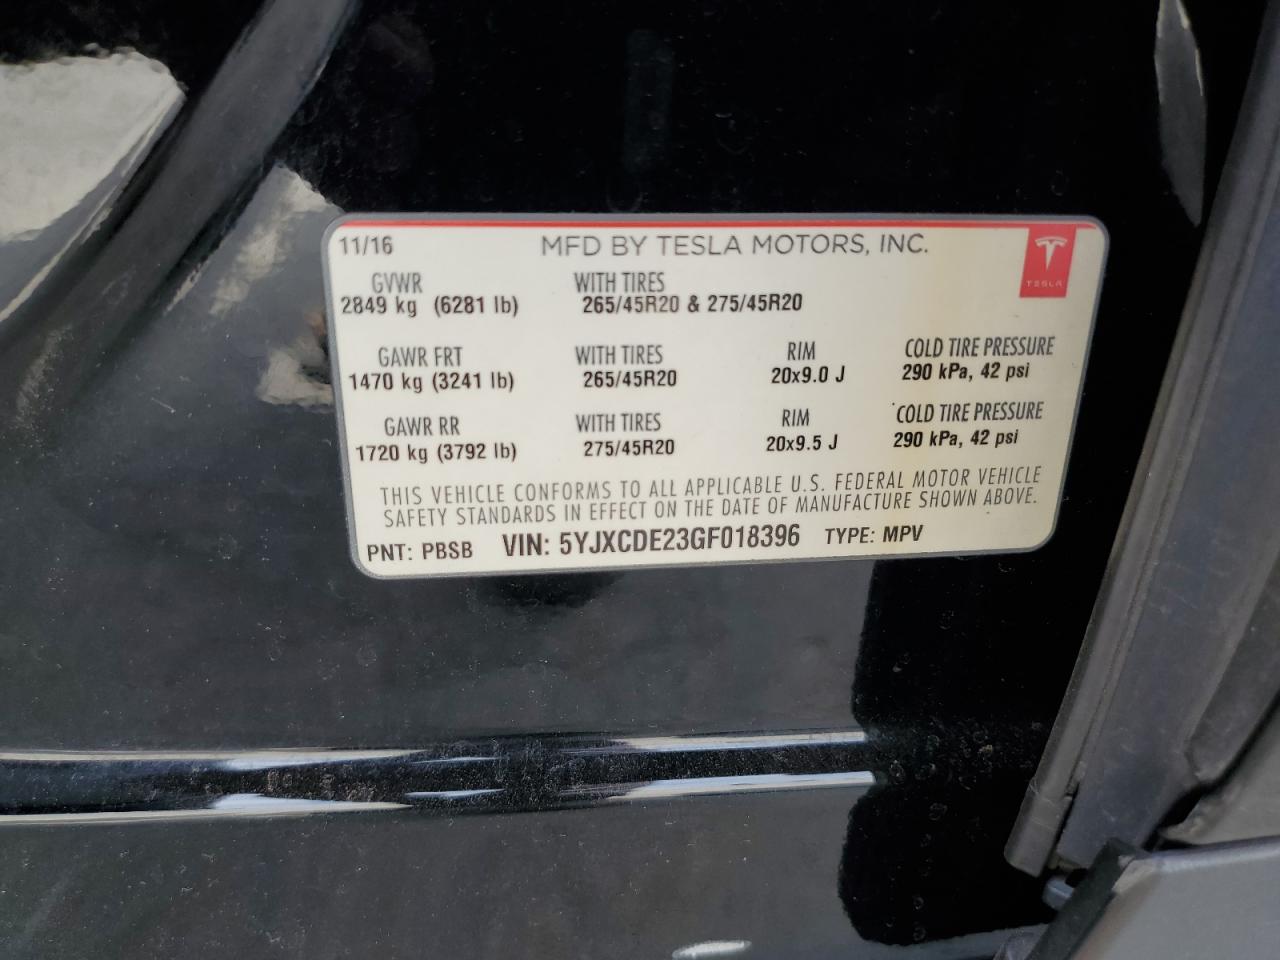 11/16 MFD BY TESLA MOTORS, INC.
TESLA
GVWR WITH TIRES
2849 kg (6281 lb) 265/45R20 & 275/45R20
GAWR FRT WITH TIRES RIM COLD TIRE PRESSURE
1470 kg (3241 lb) 265/45R20 20x9.0 J 290 kPa, 42 psi
GAWR RR WITH TIRES RIM COLD TIRE PRESSURE
1720 kg (3792 lb) 275/45R20 20x9.5 J 290 kPa, 42 psi
THIS VEHICLE CONFORMS TO ALL APPLICABLE U.S. FEDERAL MOTOR VEHICLE
SAFETY STANDARDS IN EFFECT ON THE DATE OF MANUFACTURE SHOWN ABOVE.
PNT: PBSB VIN: 5YJXCDE23GF018396 TYPE: MPV